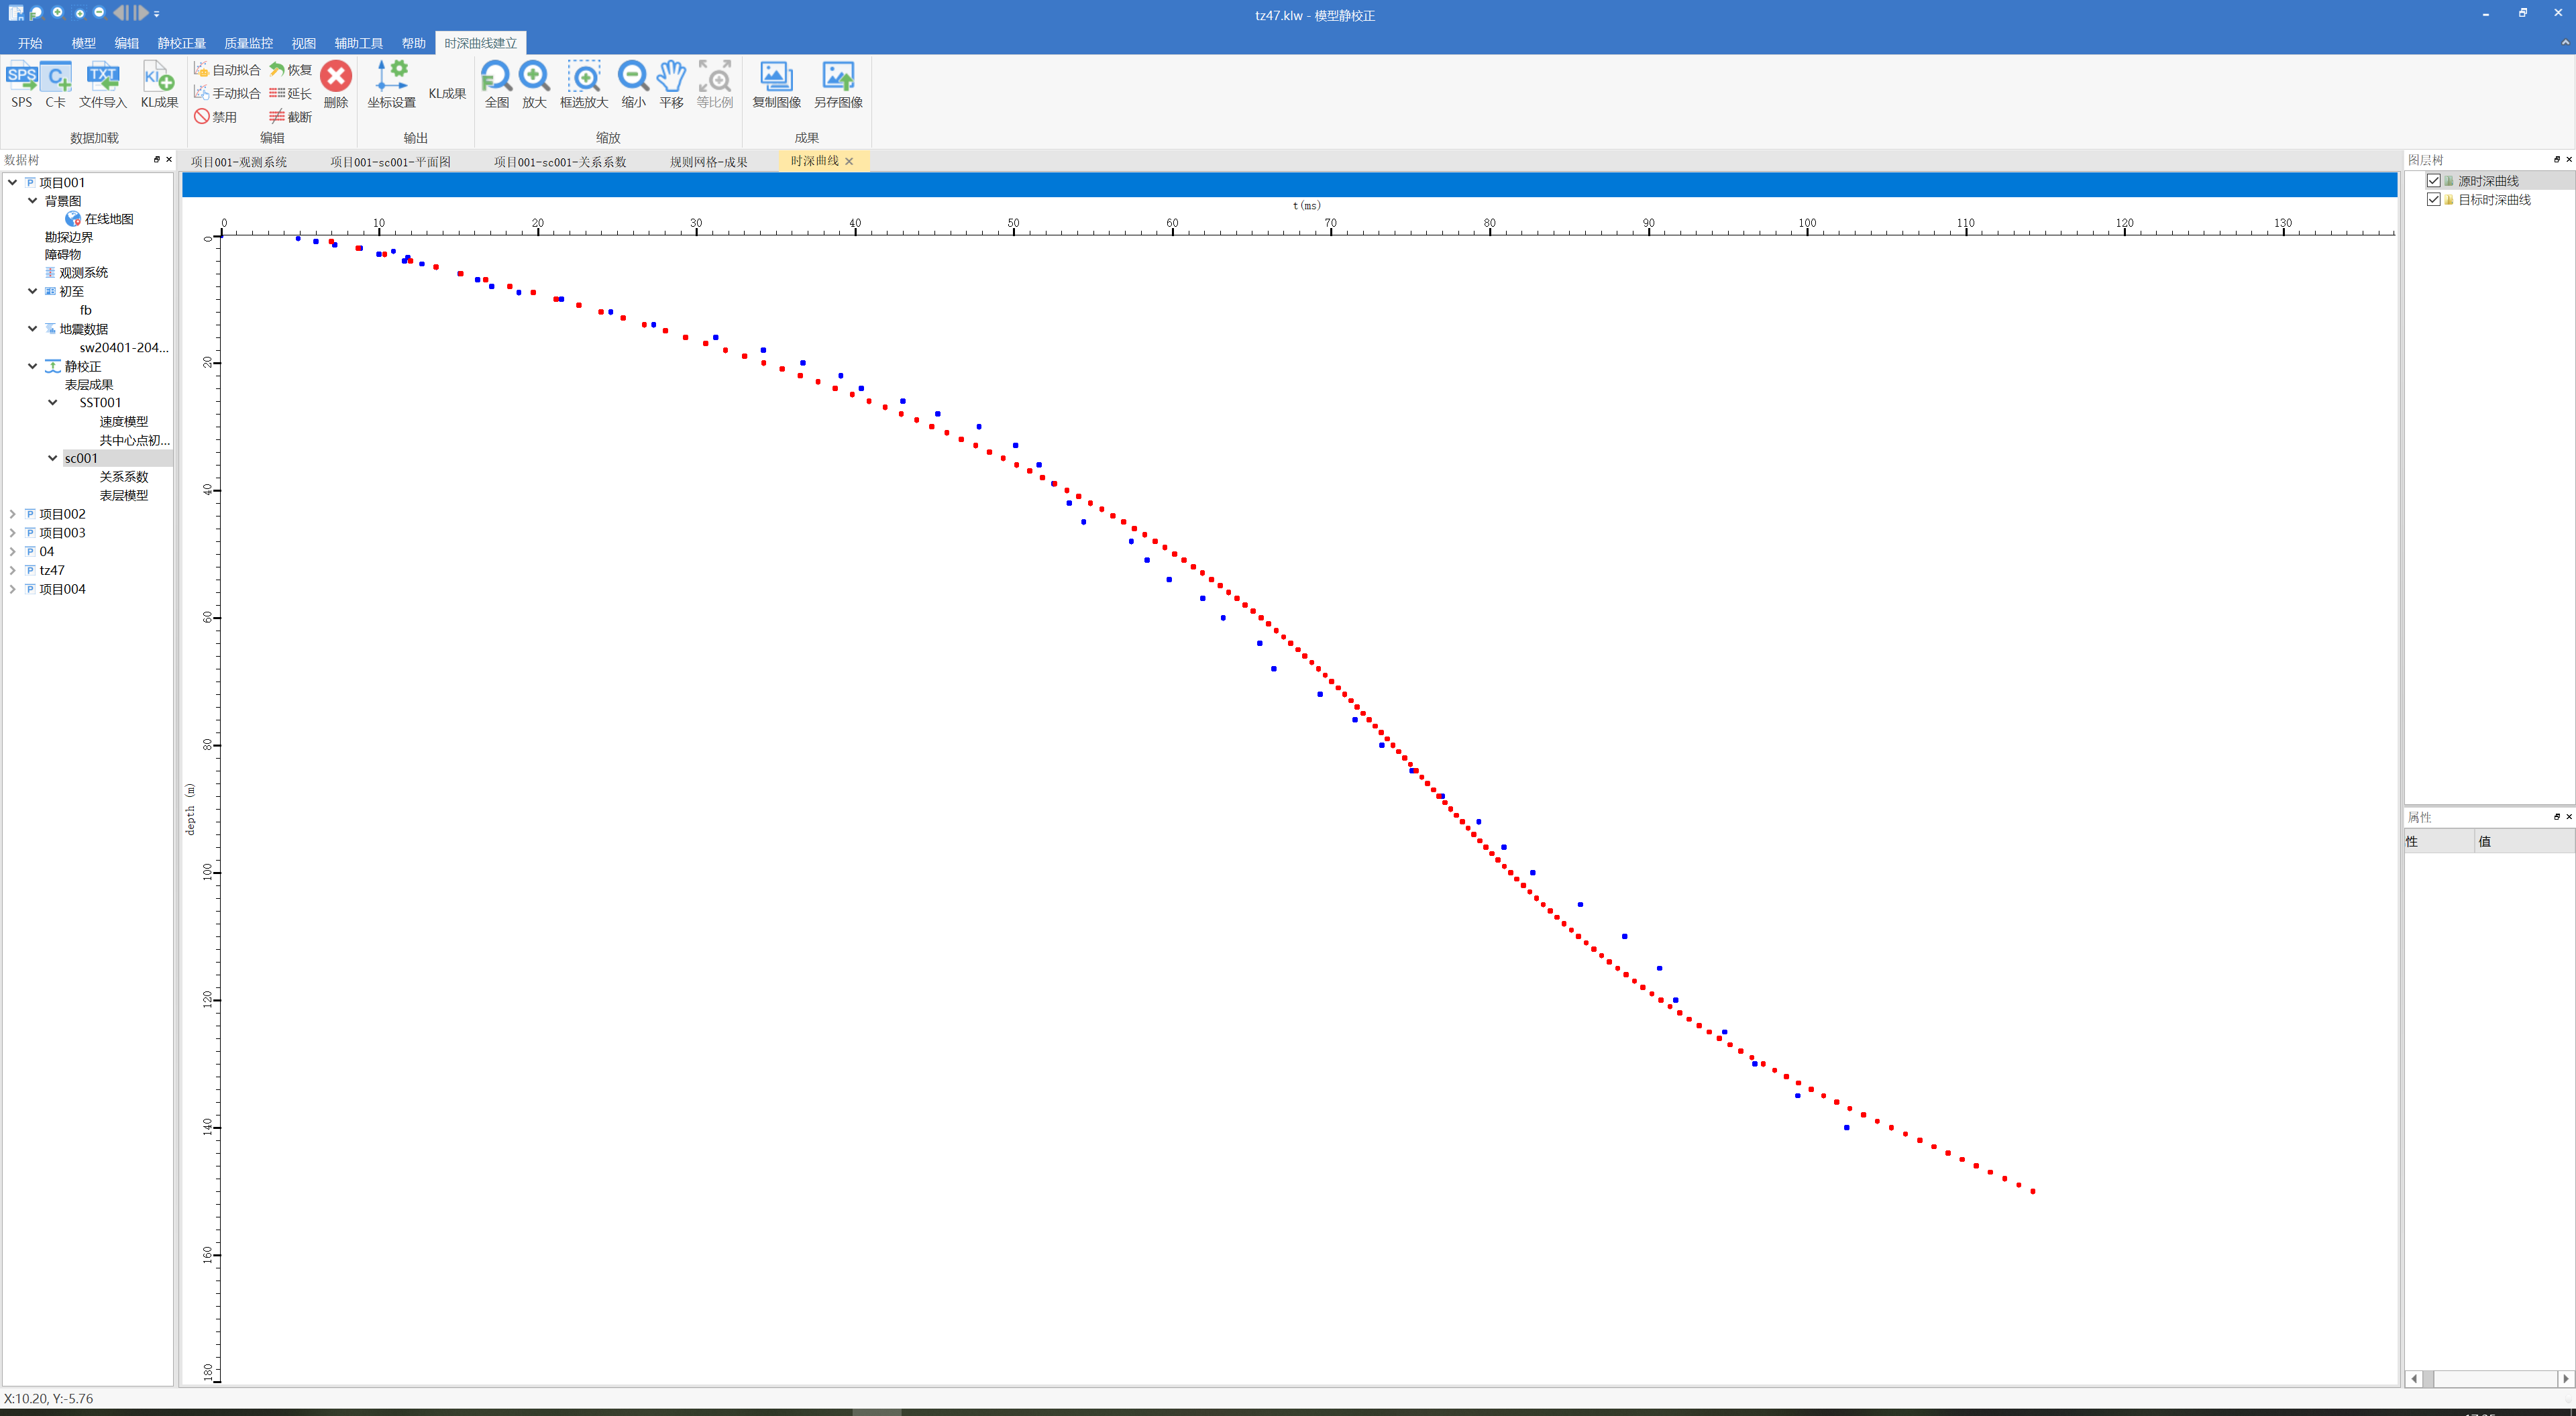 tz47.klw - 模型静校正
开始 模型 编辑 静校正量 质量监控 视图 辅助工具 帮助 时深曲线建立
SPS C卡 文件导入 KL成果
数据加载
自动拟合 恢复
手动拟合 延长
禁用 截断
删除
编辑
坐标设置 KL成果
输出
全图 放大 框选放大 缩小 平移 等比例
缩放
复制图像 另存图像
成果
数据树
项目001-观测系统 项目001-sc001-平面图 项目001-sc001-关系系数 规则网格-成果 时深曲线
项目001
背景图
在线地图
勘探边界
障碍物
观测系统
初至
fb
地震数据
sw20401-204...
静校正
表层成果
SST001
速度模型
共中心点初...
sc001
关系系数
表层模型
项目002
项目003
04
tz47
项目004
t(ms)
0 10 20 30 40 50 60 70 80 90 100 110 120 130
depth (m)
0
20
40
60
80
100
120
140
160
180
图层树
源时深曲线
目标时深曲线
属性
性 值
X:10.20, Y:-5.76